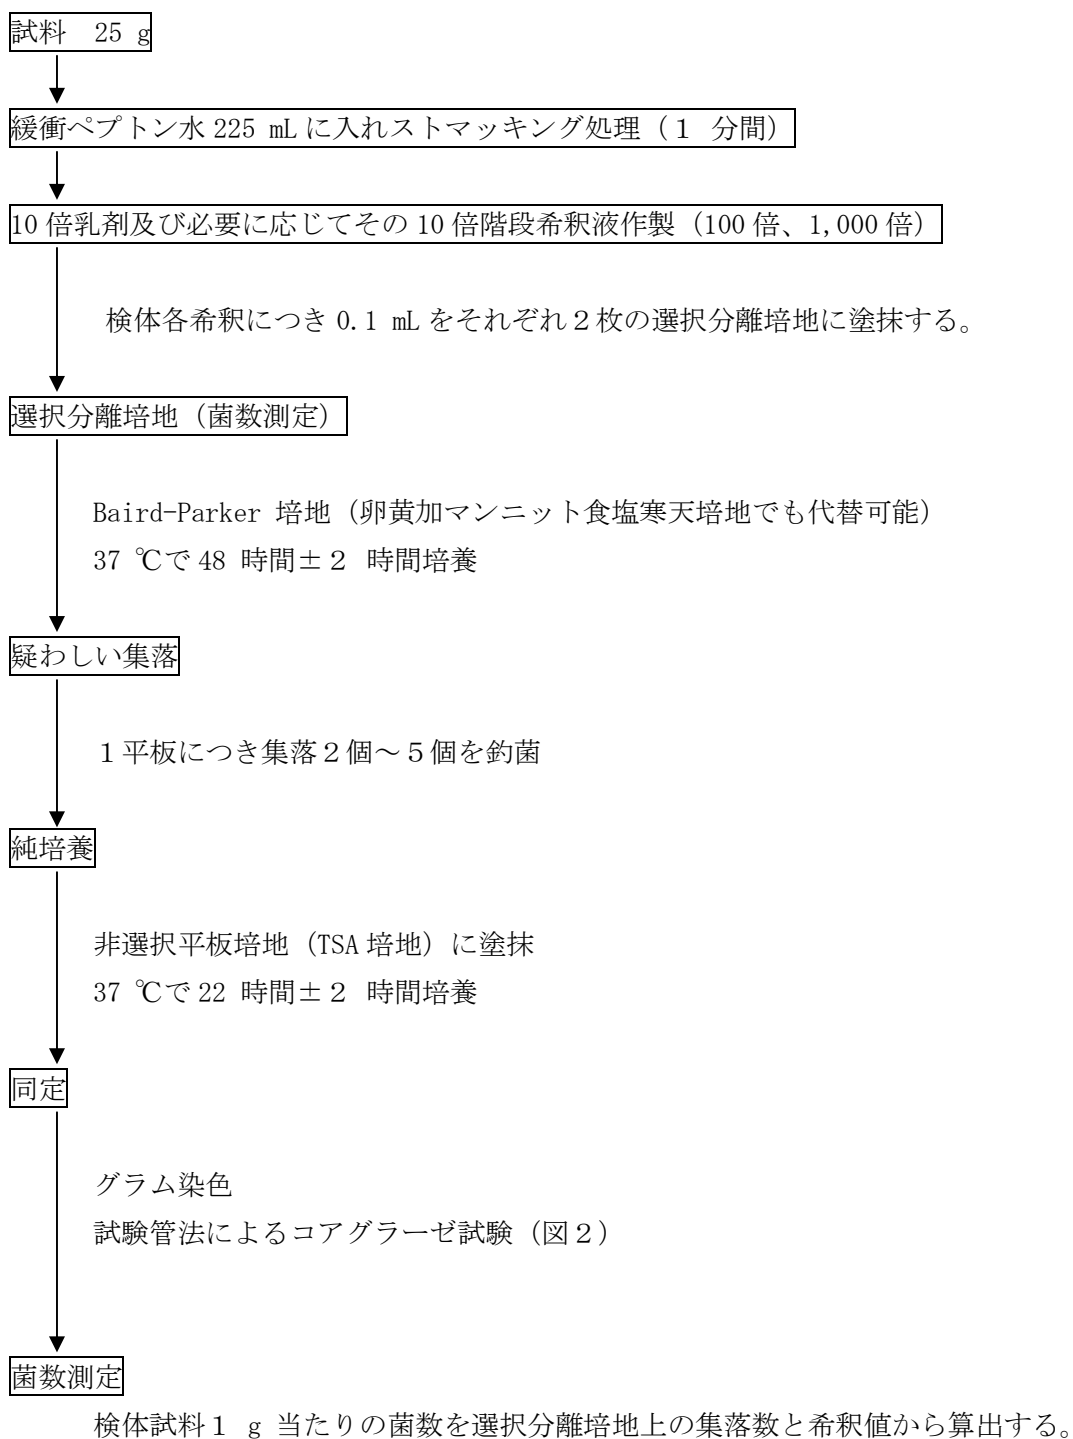 試料　25 g
緩衝ペプトン水 225 mL に入れストマッキング処理（１ 分間）
10 倍乳剤及び必要に応じてその 10 倍階段希釈液作製（100 倍、1,000 倍）
検体各希釈につき 0.1 mL をそれぞれ２枚の選択分離培地に塗抹する。
選択分離培地（菌数測定）
Baird-Parker 培地（卵黄加マンニット食塩寒天培地でも代替可能）
37 ℃で 48 時間±２ 時間培養
疑わしい集落
１平板につき集落２個～５個を釣菌
純培養
非選択平板培地（TSA 培地）に塗抹
37 ℃で 22 時間±２ 時間培養
同定
グラム染色
試験管法によるコアグラーゼ試験（図２）
菌数測定
検体試料１ g 当たりの菌数を選択分離培地上の集落数と希釈値から算出する。